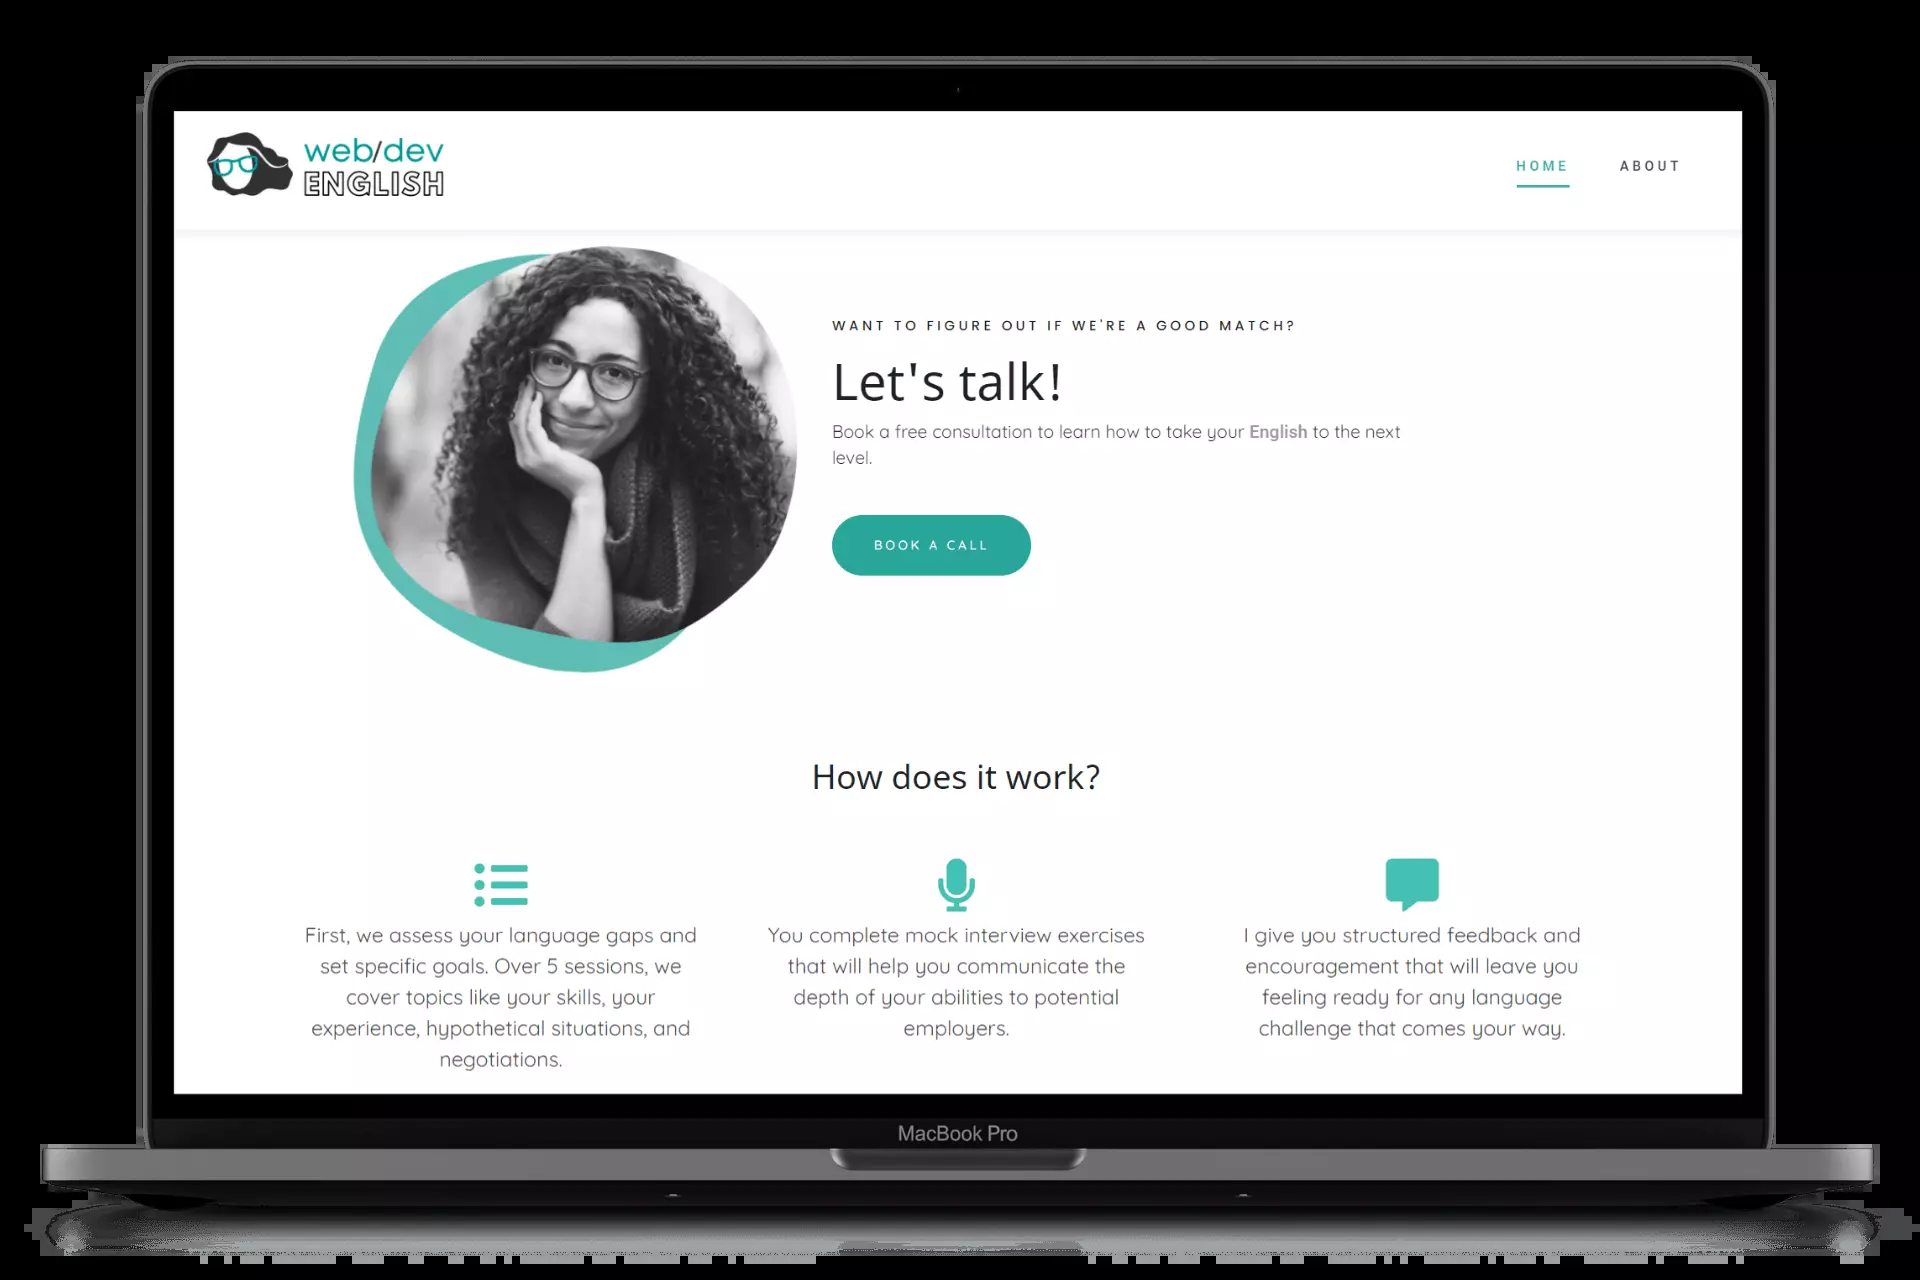 web/dev
ENGLISH
HOME
ABOUT
WANT TO FIGURE OUT IF WE'RE A GOOD MATCH?
Let's talk!
Book a free consultation to learn how to take your English to the next
level.
BOOK A CALL
How does it work?
First, we assess your language gaps and
set specific goals. Over 5 sessions, we
cover topics like your skills, your
experience, hypothetical situations, and
negotiations.
You complete mock interview exercises
that will help you communicate the
depth of your abilities to potential
employers.
I give you structured feedback and
encouragement that will leave you
feeling ready for any language
challenge that comes your way.
MacBook Pro